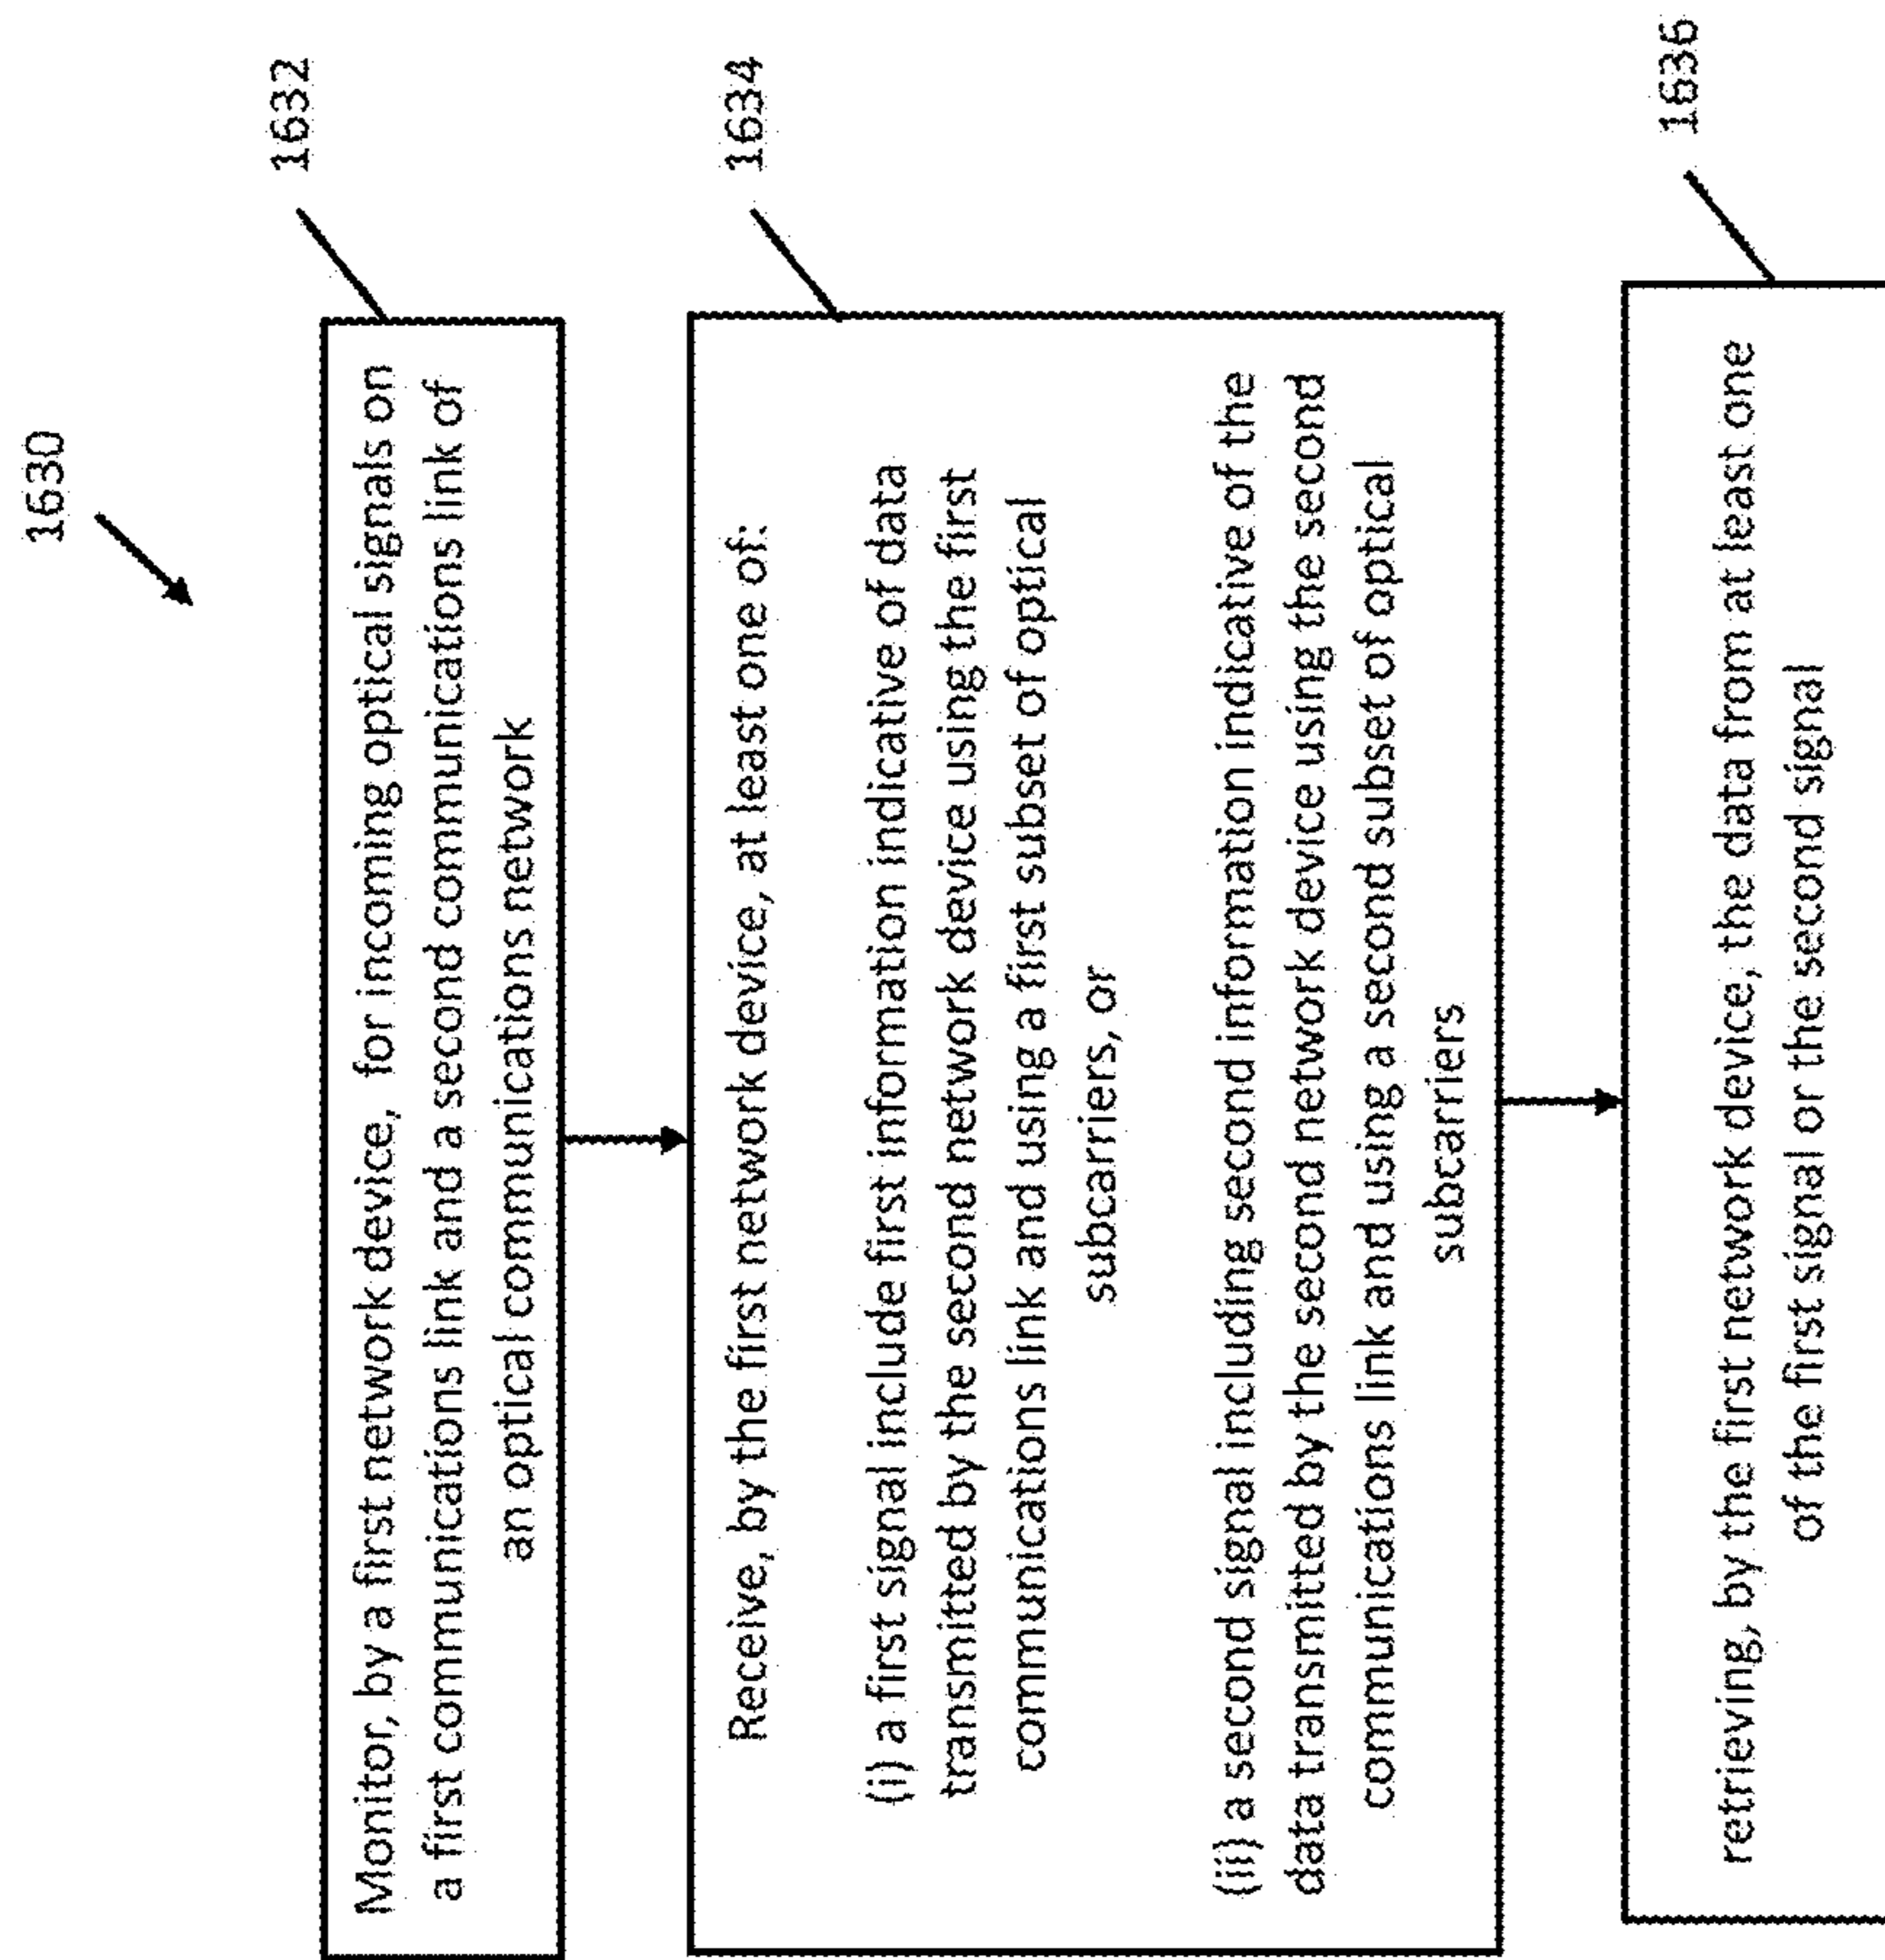 1630
1632
Monitor, by a first network device, for incoming optical signals on
a first communications link and a second communications link of
an optical communications network
1634
Receive, by the first network device, at least one of:
(i) a first signal include first information indicative of data
transmitted by the second network device using the first
communications link and using a first subset of optical
subcarriers, or
(ii) a second signal including second information indicative of the
data transmitted by the second network device using the second
communications link and using a second subset of optical
subcarriers
1636
retrieving, by the first network device, the data from at least one
of the first signal or the second signal